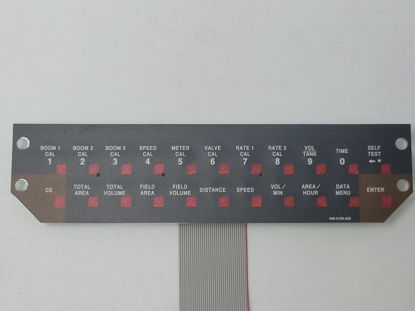 BOOM 1 CAL 1
BOOM 2 CAL 2
BOOM 3 CAL 3
SPEED CAL 4
METER CAL 5
VALVE CAL 6
RATE 1 CAL 7
RATE 2 CAL 8
VOL TANK 9
TIME 0
SELF TEST ←
CE
TOTAL AREA
TOTAL VOLUME
FIELD AREA
FIELD VOLUME
DISTANCE
SPEED
VOL/ MIN
AREA/ HOUR
DATA MENU
ENTER